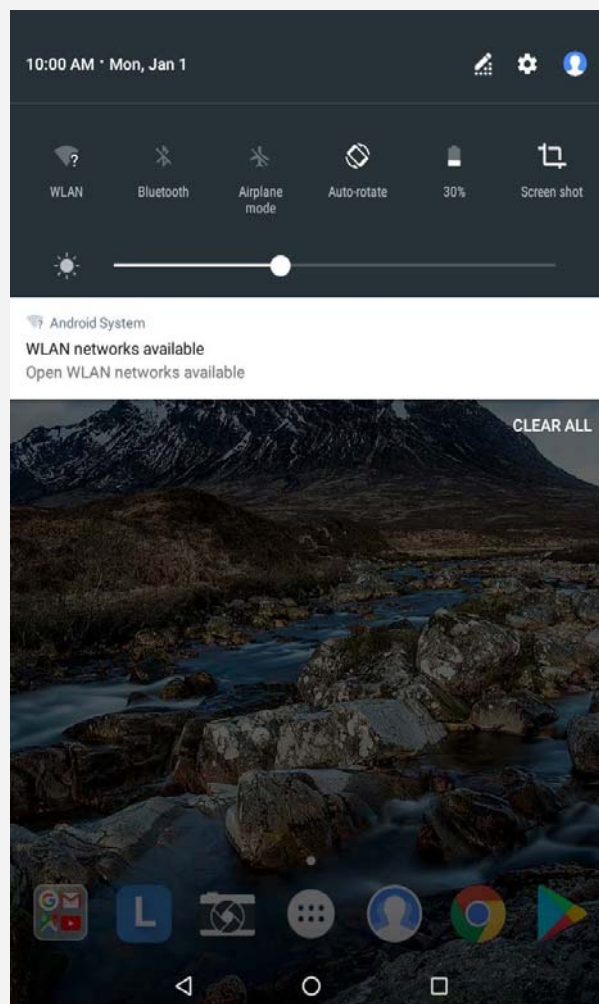 10:00 AM · Mon, Jan 1
WLAN
Bluetooth
Airplane
mode
Auto-rotate
30%
Screen shot
Android System
WLAN networks available
Open WLAN networks available
CLEAR ALL
G
L